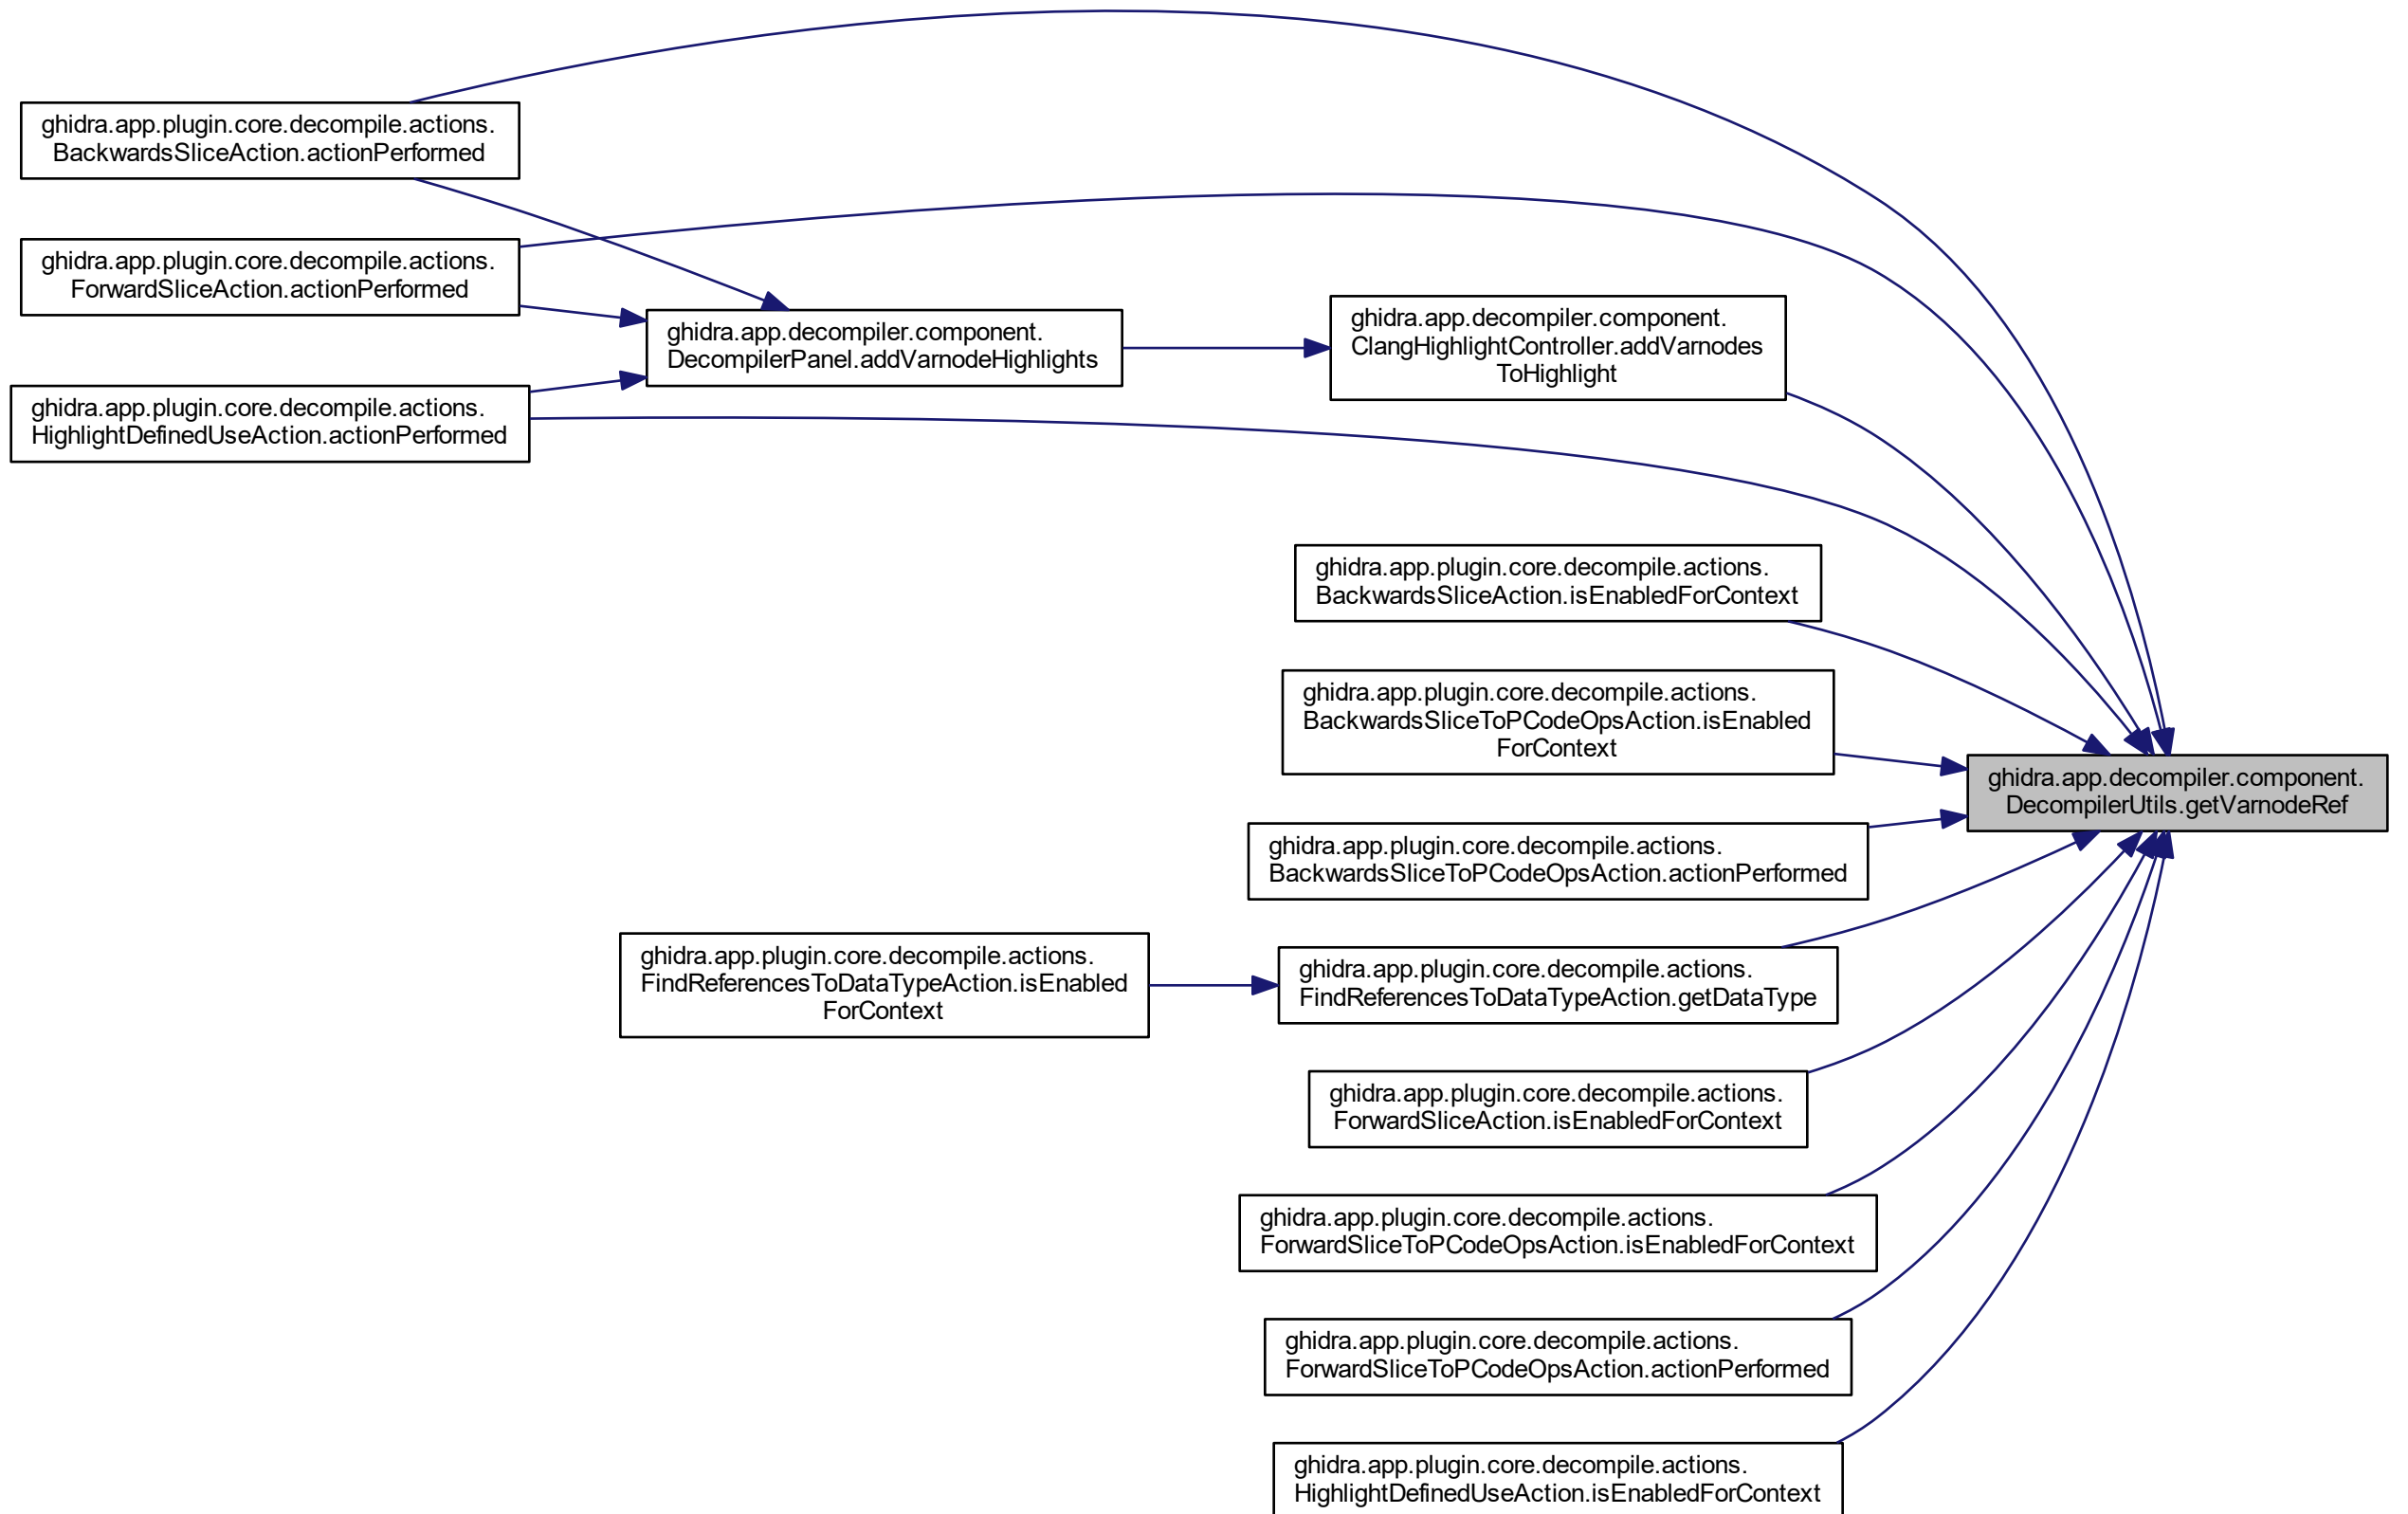 ghidra.app.plugin.core.decompile.actions.
BackwardsSliceAction.actionPerformed
ghidra.app.plugin.core.decompile.actions.
ForwardSliceAction.actionPerformed
ghidra.app.decompiler.component.
DecompilerPanel.addVarnodeHighlights
ghidra.app.decompiler.component.
ClangHighlightController.addVarnodes
ToHighlight
ghidra.app.plugin.core.decompile.actions.
HighlightDefinedUseAction.actionPerformed
ghidra.app.plugin.core.decompile.actions.
BackwardsSliceAction.isEnabledForContext
ghidra.app.plugin.core.decompile.actions.
BackwardsSliceToPCodeOpsAction.isEnabled
ForContext
ghidra.app.decompiler.component.
DecompilerUtils.getVarnodeRef
ghidra.app.plugin.core.decompile.actions.
BackwardsSliceToPCodeOpsAction.actionPerformed
ghidra.app.plugin.core.decompile.actions.
FindReferencesToDataTypeAction.isEnabled
ForContext
ghidra.app.plugin.core.decompile.actions.
FindReferencesToDataTypeAction.getDataType
ghidra.app.plugin.core.decompile.actions.
ForwardSliceAction.isEnabledForContext
ghidra.app.plugin.core.decompile.actions.
ForwardSliceToPCodeOpsAction.isEnabledForContext
ghidra.app.plugin.core.decompile.actions.
ForwardSliceToPCodeOpsAction.actionPerformed
ghidra.app.plugin.core.decompile.actions.
HighlightDefinedUseAction.isEnabledForContext